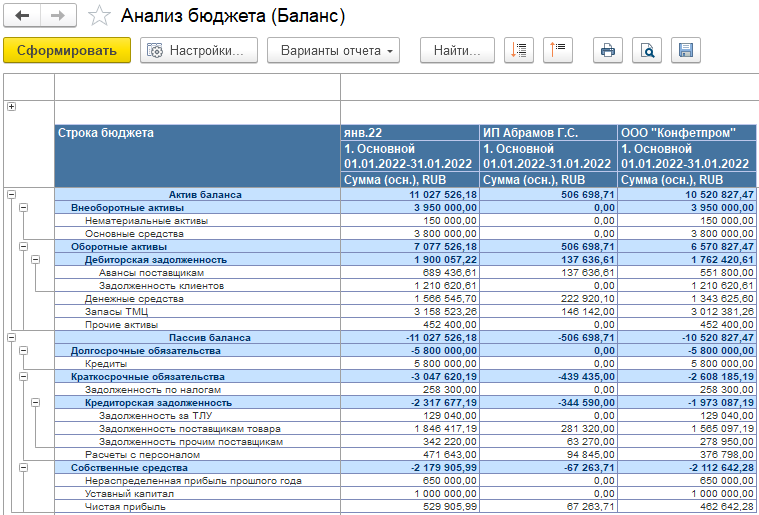 Анализ бюджета (Баланс)
Сформировать Настройки... Варианты отчета Найти...
Строка бюджета янв.22 ИП Абрамов Г.С. ООО "Конфетпром"
1. Основной 1. Основной 1. Основной
01.01.2022-31.01.2022 01.01.2022-31.01.2022 01.01.2022-31.01.2022
Сумма (осн.), RUB Сумма (осн.), RUB Сумма (осн.), RUB
Актив баланса 11 027 526,18 506 698,71 10 520 827,47
Внеоборотные активы 3 950 000,00 0,00 3 950 000,00
Нематериальные активы 150 000,00 0,00 150 000,00
Основные средства 3 800 000,00 0,00 3 800 000,00
Оборотные активы 7 077 526,18 506 698,71 6 570 827,47
Дебиторская задолженность 1 900 057,22 137 636,61 1 762 420,61
Авансы поставщикам 689 436,61 137 636,61 551 800,00
Задолженность клиентов 1 210 620,61 0,00 1 210 620,61
Денежные средства 1 566 545,70 222 920,10 1 343 625,60
Запасы ТМЦ 3 158 523,26 146 142,00 3 012 381,26
Прочие активы 452 400,00 0,00 452 400,00
Пассив баланса -11 027 526,18 -506 698,71 -10 520 827,47
Долгосрочные обязательства -5 800 000,00 0,00 -5 800 000,00
Кредиты 5 800 000,00 0,00 5 800 000,00
Краткосрочные обязательства -3 047 620,19 -439 435,00 -2 608 185,19
Задолженность по налогам 258 300,00 0,00 258 300,00
Кредиторская задолженность -2 317 677,19 -344 590,00 -1 973 087,19
Задолженность за ТЛУ 129 040,00 0,00 129 040,00
Задолженность поставщикам товара 1 846 417,19 281 320,00 1 565 097,19
Задолженность прочим поставщикам 342 220,00 63 270,00 278 950,00
Расчеты с персоналом 471 643,00 94 845,00 376 798,00
Собственные средства -2 179 905,99 -67 263,71 -2 112 642,28
Нераспределенная прибыль прошлого года 650 000,00 0,00 650 000,00
Уставный капитал 1 000 000,00 0,00 1 000 000,00
Чистая прибыль 529 905,99 67 263,71 462 642,28